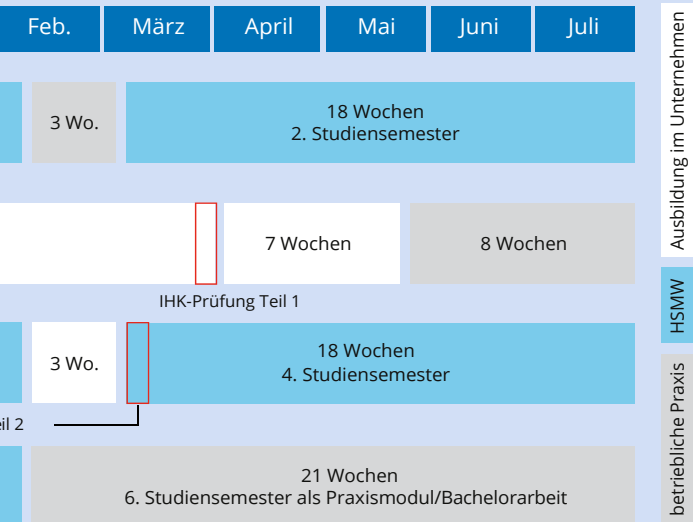 Feb.
März
April
Mai
Juni
Juli
3 Wo.
18 Wochen
2. Studiensemester
7 Wochen
8 Wochen
IHK-Prüfung Teil 1
3 Wo.
18 Wochen
4. Studiensemester
eil 2
21 Wochen
6. Studiensemester als Praxismodul/Bachelorarbeit
Ausbildung im Unternehmen
HSMW
betriebliche Praxis